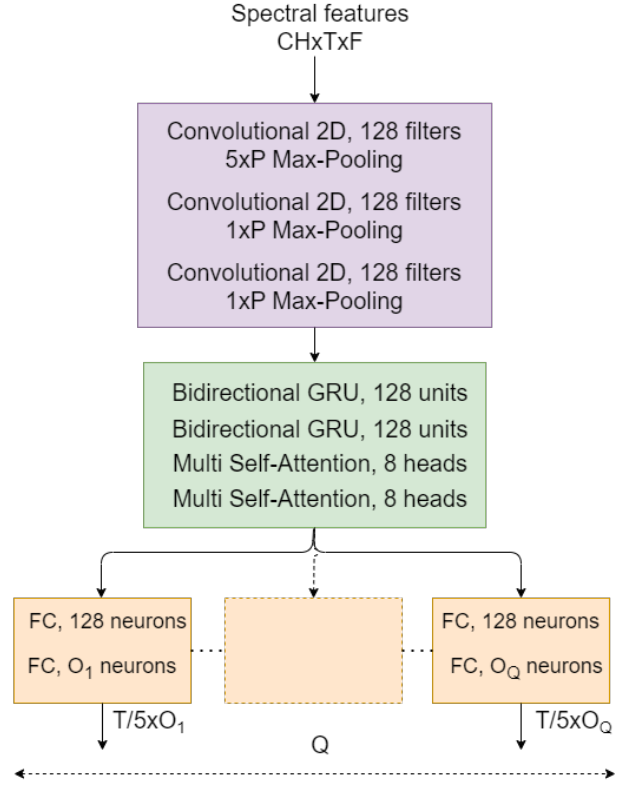 Spectral features
CHxTxF
Convolutional 2D, 128 filters
5xP Max-Pooling
Convolutional 2D, 128 filters
1xP Max-Pooling
Convolutional 2D, 128 filters
1xP Max-Pooling
Bidirectional GRU, 128 units
Bidirectional GRU, 128 units
Multi Self-Attention, 8 heads
Multi Self-Attention, 8 heads
FC, 128 neurons
FC, O₁ neurons
FC, 128 neurons
FC, O_Q neurons
T/5xO₁
T/5xO_Q
Q